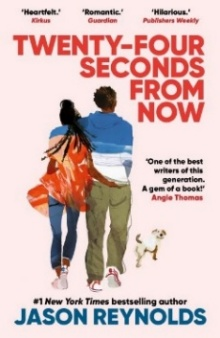 'Heartfelt.' 'Romantic.' 'Hilarious.'
Kirkus Guardian Publishers Weekly
TWENTY-FOUR
SECONDS
FROM
NOW
'One of the best
writers of this
generation.
A gem of a book!'
Angie Thomas
#1 New York Times bestselling author
JASON REYNOLDS